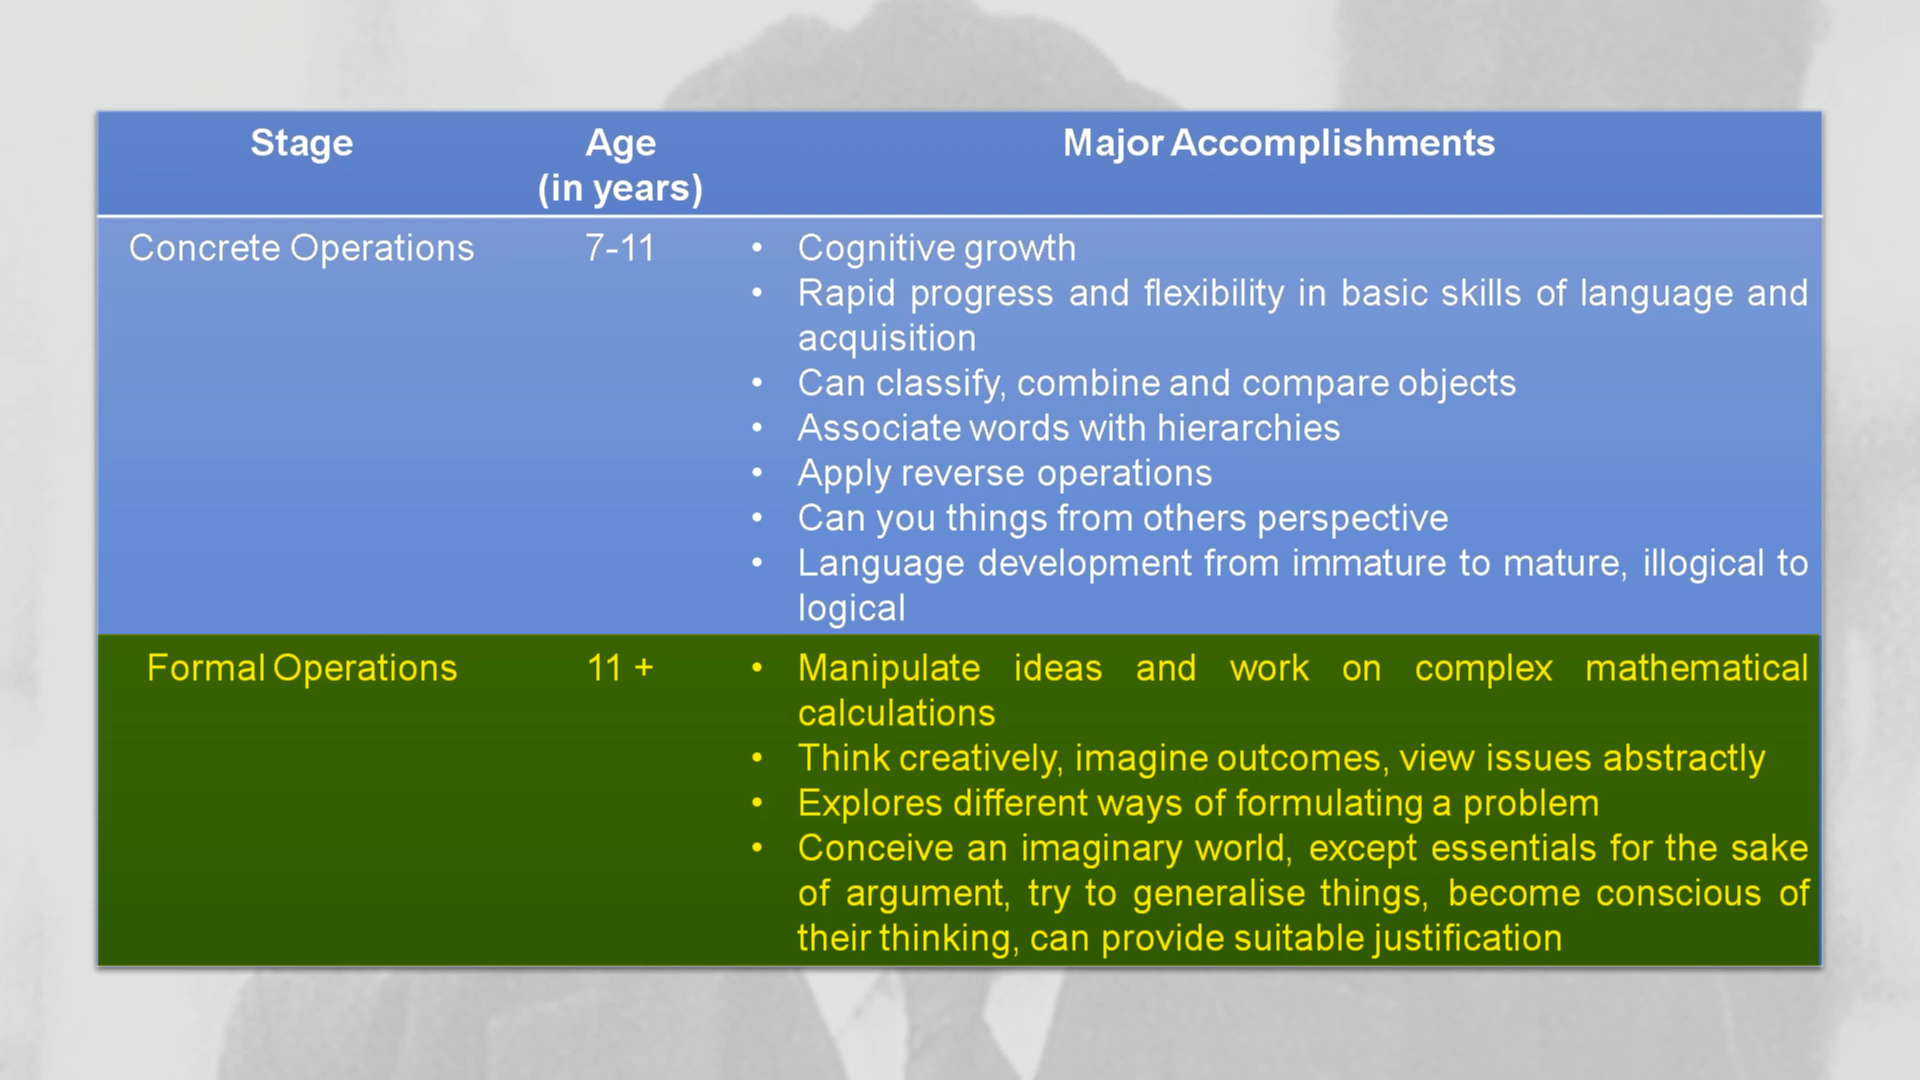 Stage Age Major Accomplishments
(in years)
Concrete Operations 7-11 • Cognitive growth
• Rapid progress and flexibility in basic skills of language and
acquisition
• Can classify, combine and compare objects
• Associate words with hierarchies
• Apply reverse operations
• Can you things from others perspective
• Language development from immature to mature, illogical to
logical
Formal Operations 11 + • Manipulate ideas and work on complex mathematical
calculations
• Think creatively, imagine outcomes, view issues abstractly
• Explores different ways of formulating a problem
• Conceive an imaginary world, except essentials for the sake
of argument, try to generalise things, become conscious of
their thinking, can provide suitable justification